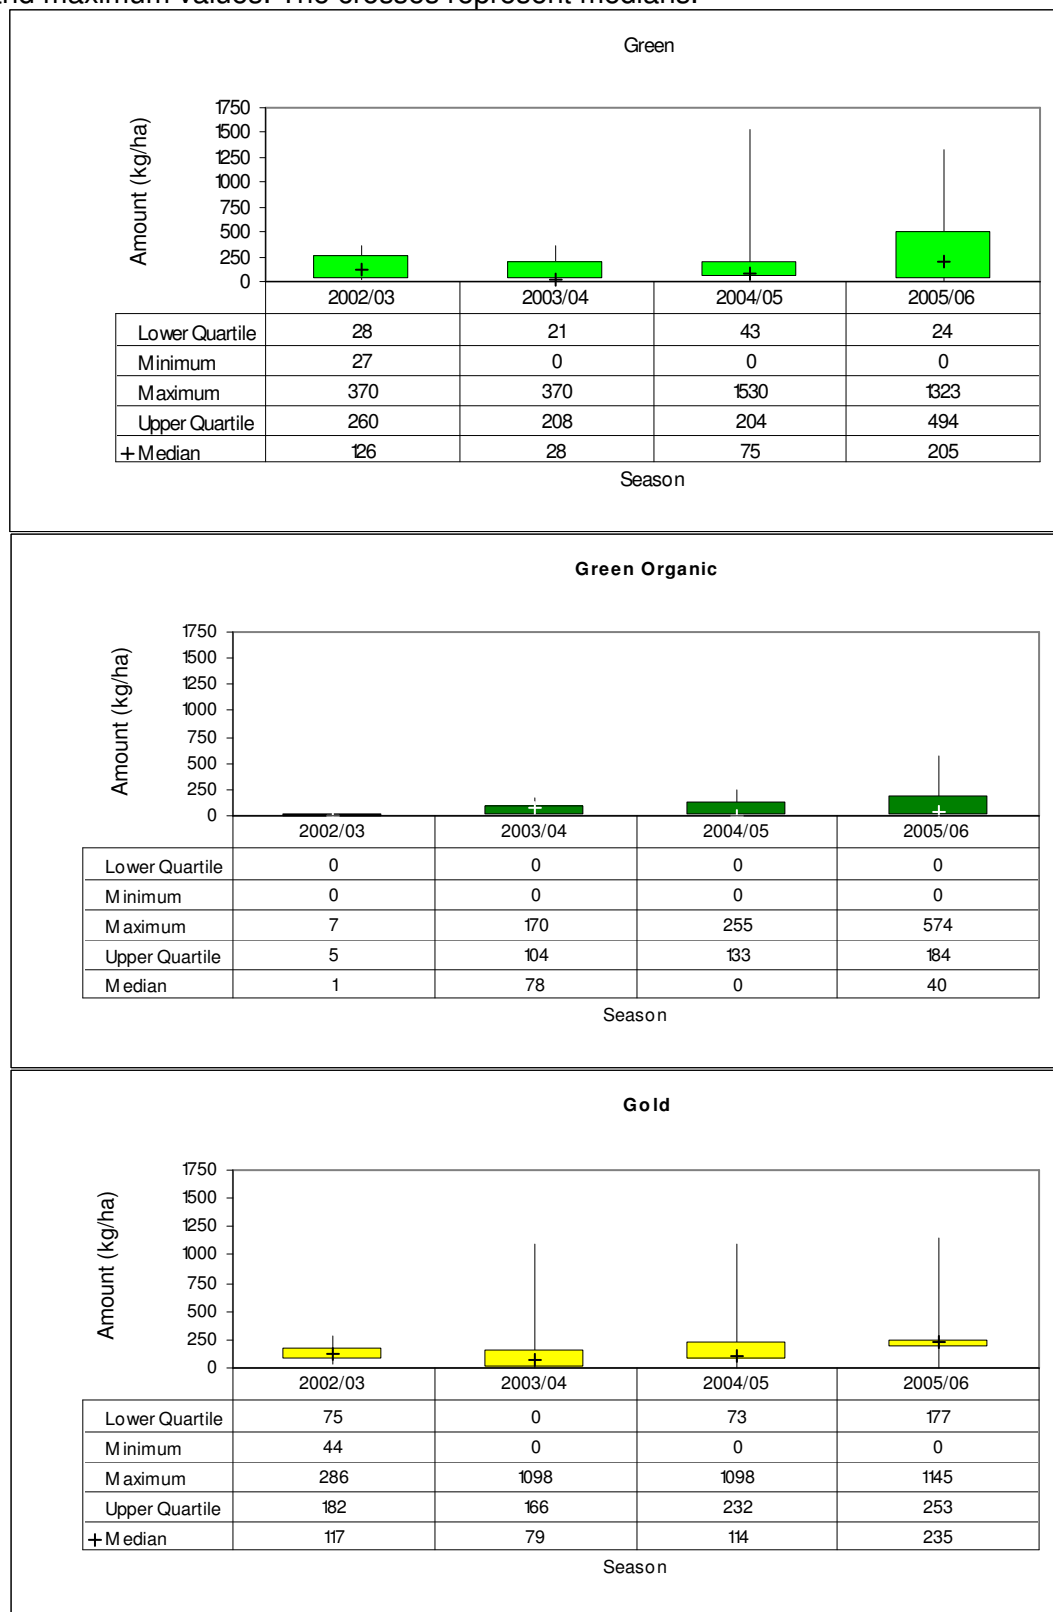 and maximum values. The crosses represent medians.
Green
Amount (kg/ha)
1750
1500
1250
1000
750
500
250
0
2002/03 2003/04 2004/05 2005/06
Lower Quartile 28 21 43 24
Minimum 27 0 0 0
Maximum 370 370 1530 1323
Upper Quartile 260 208 204 494
+ Median 126 28 75 205
Season
Green Organic
Amount (kg/ha)
1750
1500
1250
1000
750
500
250
0
2002/03 2003/04 2004/05 2005/06
Lower Quartile 0 0 0 0
Minimum 0 0 0 0
Maximum 7 170 255 574
Upper Quartile 5 104 133 184
Median 1 78 0 40
Season
Gold
Amount (kg/ha)
1750
1500
1250
1000
750
500
250
0
2002/03 2003/04 2004/05 2005/06
Lower Quartile 75 0 73 177
Minimum 44 0 0 0
Maximum 286 1098 1098 1145
Upper Quartile 182 166 232 253
+ Median 117 79 114 235
Season